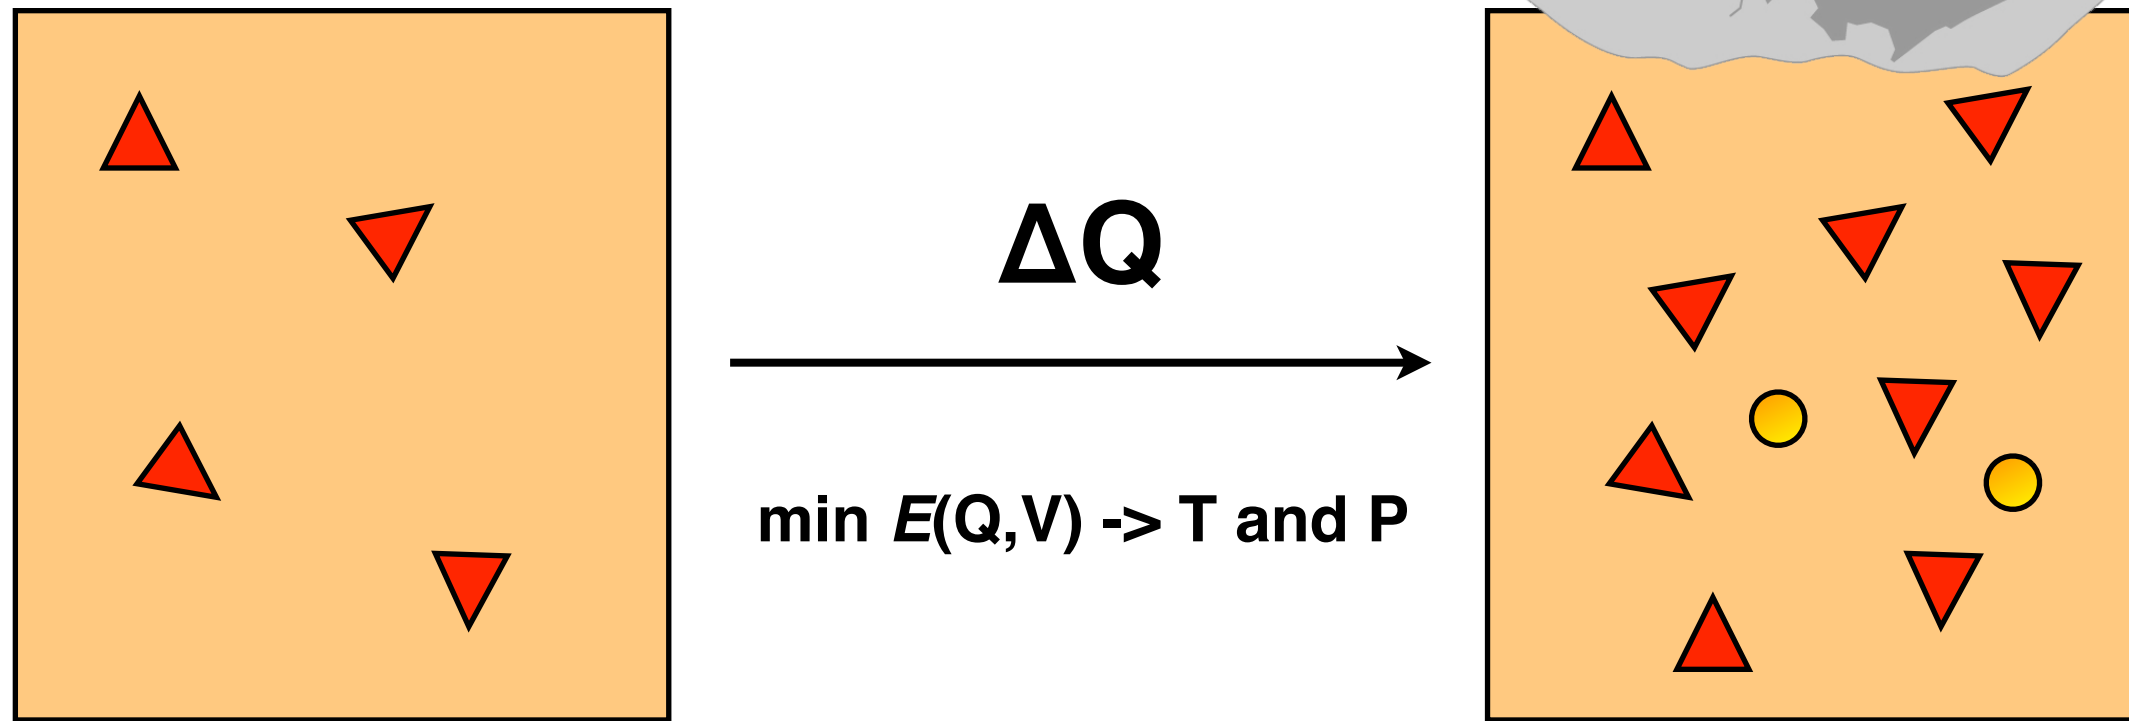 ΔQ
min E(Q,V) -> T and P